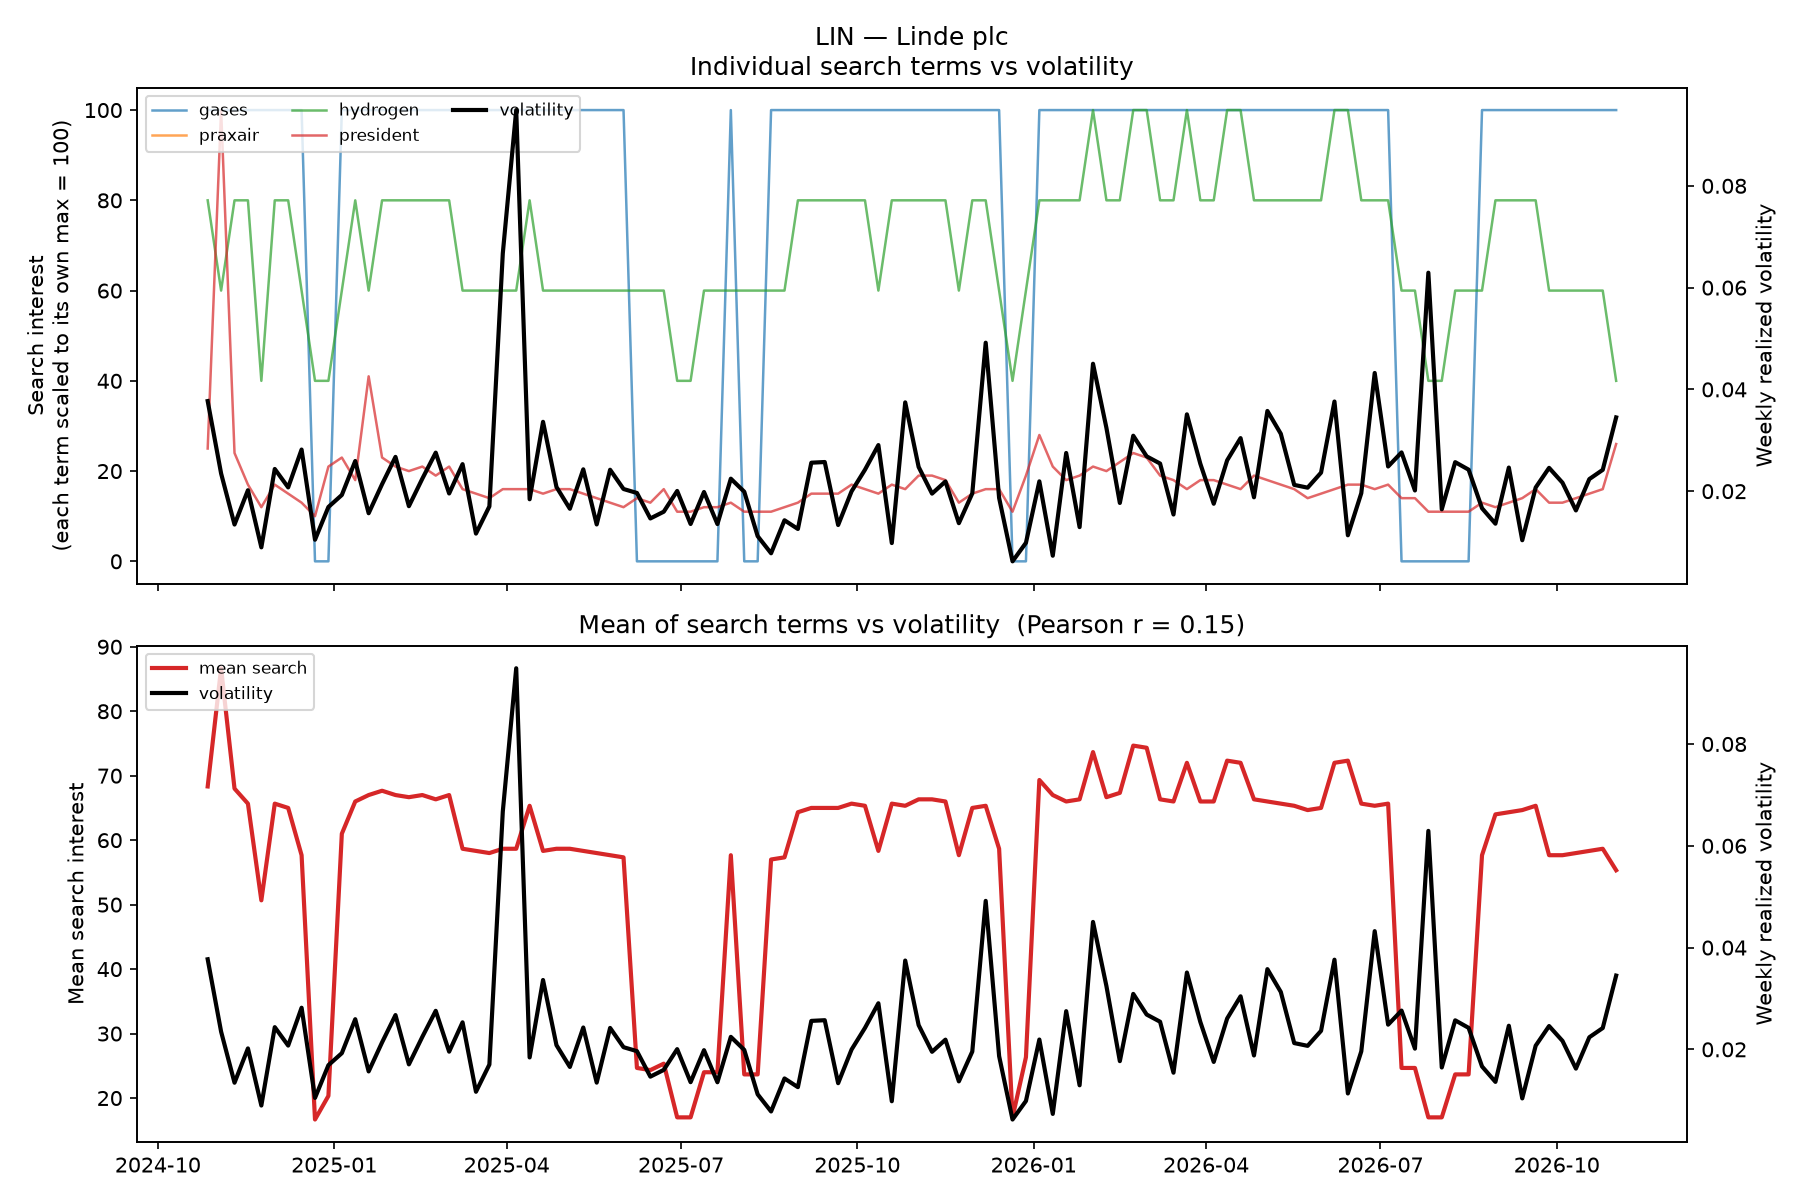 LIN — Linde plc
Individual search terms vs volatility
gases
praxair
hydrogen
president
volatility
Search interest
(each term scaled to its own max = 100)
100
80
60
40
20
0
0.08
0.06
0.04
0.02
Weekly realized volatility
Mean of search terms vs volatility (Pearson r = 0.15)
mean search
volatility
Mean search interest
90
80
70
60
50
40
30
20
0.08
0.06
0.04
0.02
Weekly realized volatility
2024-10
2025-01
2025-04
2025-07
2025-10
2026-01
2026-04
2026-07
2026-10